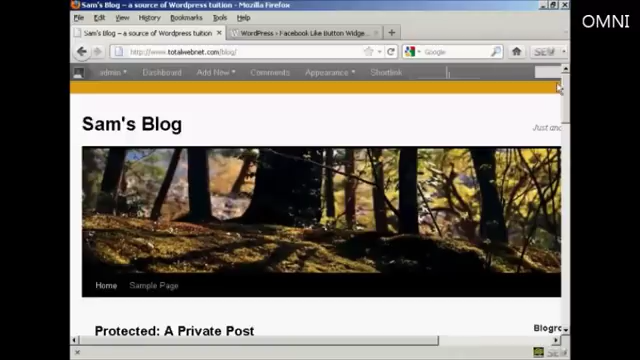 Sam's Blog – a source of Wordpress tuition - Mozilla Firefox
OMNI
File Edit View History Bookmarks Tools Help
Sam's Blog – a source of Wordpress tuition × WordPress › Facebook Like Button Widge... × +
http://www.totalwebnet.com/blog/ Google
admin Dashboard Add New Comments Appearance Shortlink
Sam's Blog
Just ano
Home Sample Page
Protected: A Private Post
Blogro